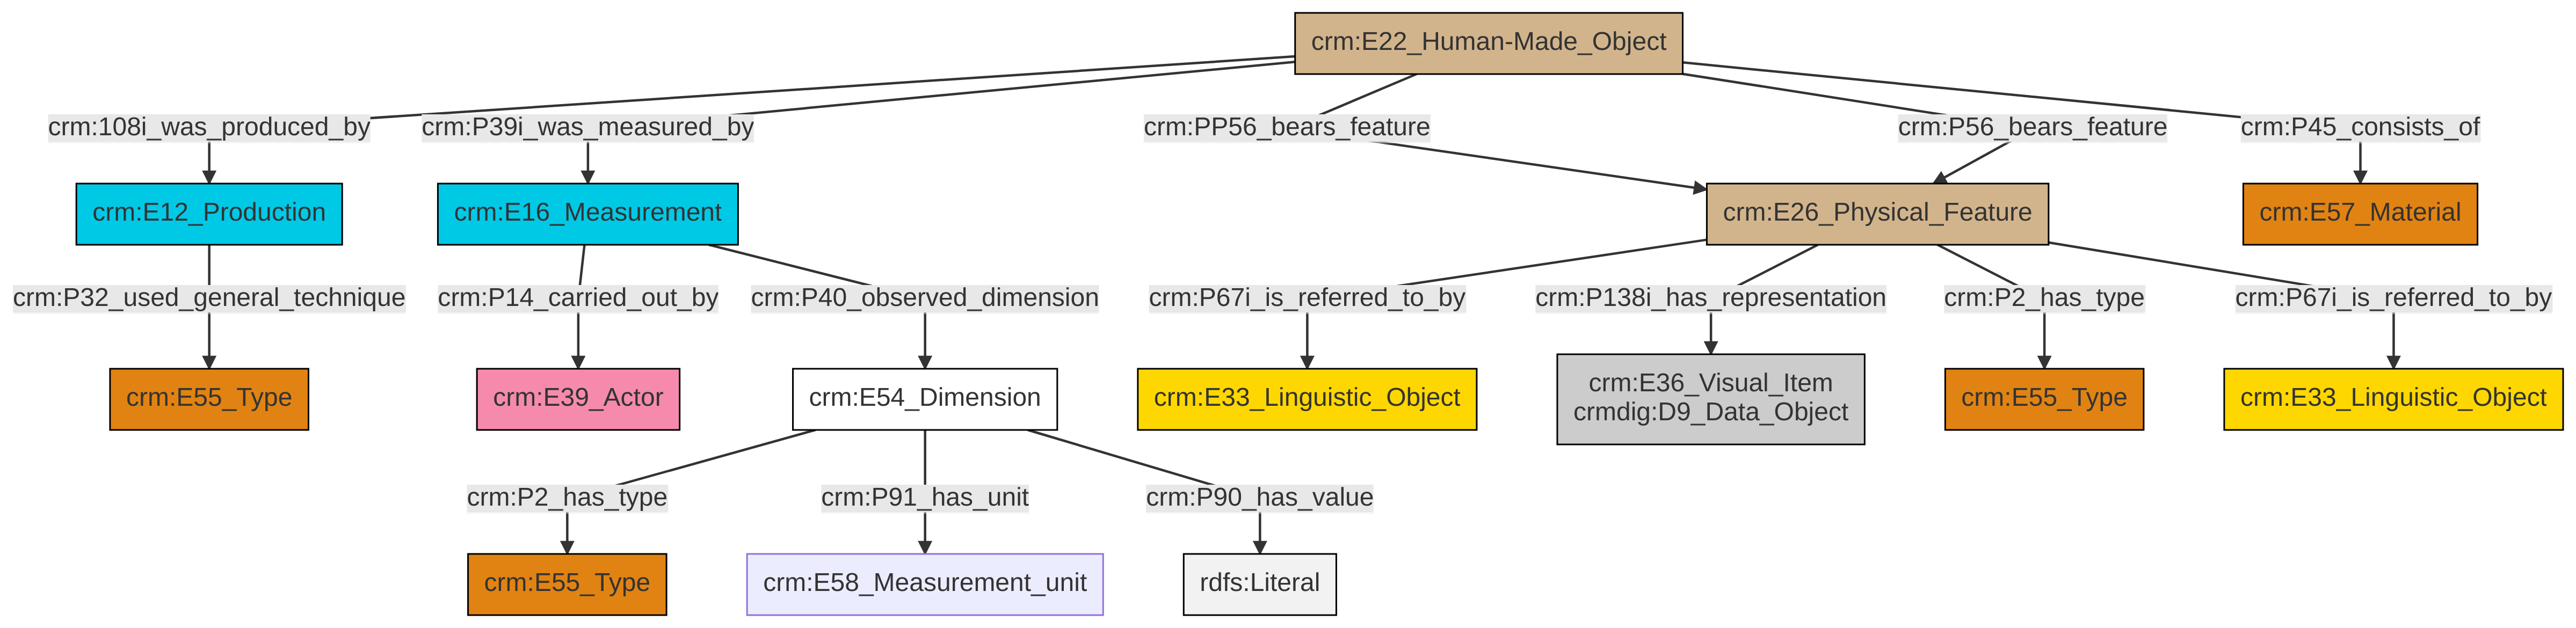 crm:E22_Human-Made_Object
crm:108i_was_produced_by
crm:P39i_was_measured_by
crm:PP56_bears_feature
crm:P56_bears_feature
crm:P45_consists_of
crm:E12_Production
crm:E16_Measurement
crm:E26_Physical_Feature
crm:E57_Material
crm:P32_used_general_technique
crm:P14_carried_out_by
crm:P40_observed_dimension
crm:P67i_is_referred_to_by
crm:P138i_has_representation
crm:P2_has_type
crm:P67i_is_referred_to_by
crm:E55_Type
crm:E39_Actor
crm:E54_Dimension
crm:E33_Linguistic_Object
crm:E36_Visual_Item
crmdig:D9_Data_Object
crm:E55_Type
crm:E33_Linguistic_Object
crm:P2_has_type
crm:P91_has_unit
crm:P90_has_value
crm:E55_Type
crm:E58_Measurement_unit
rdfs:Literal